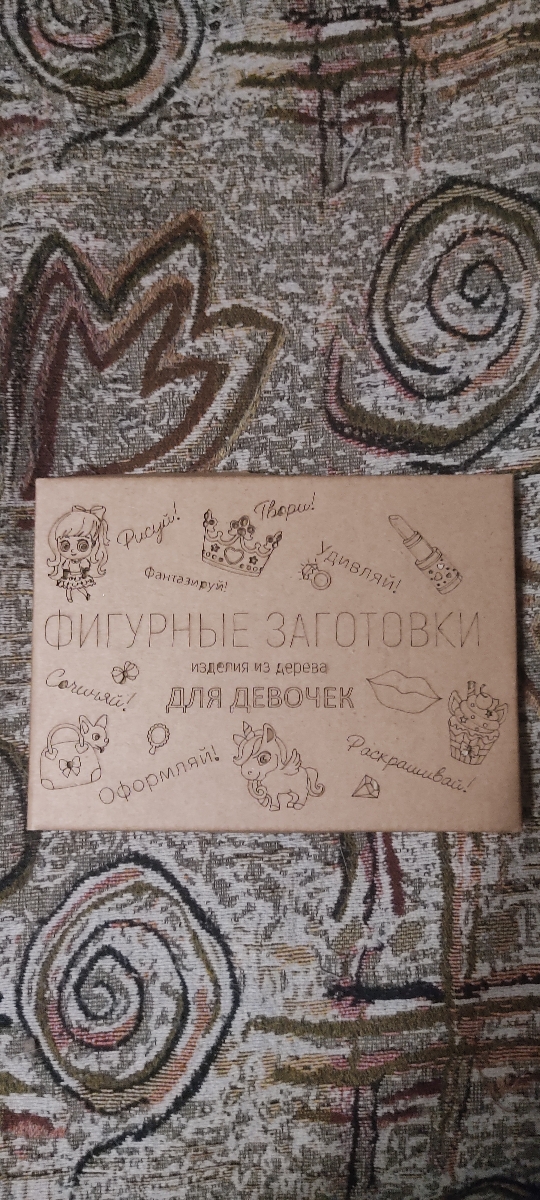 Рисуй!
Твори!
Удивляй!
Фантазируй!
ФИГУРНЫЕ ЗАГОТОВКИ
изделия из дерева
ДЛЯ ДЕВОЧЕК
Сочиняй!
Оформляй!
Раскрашивай!